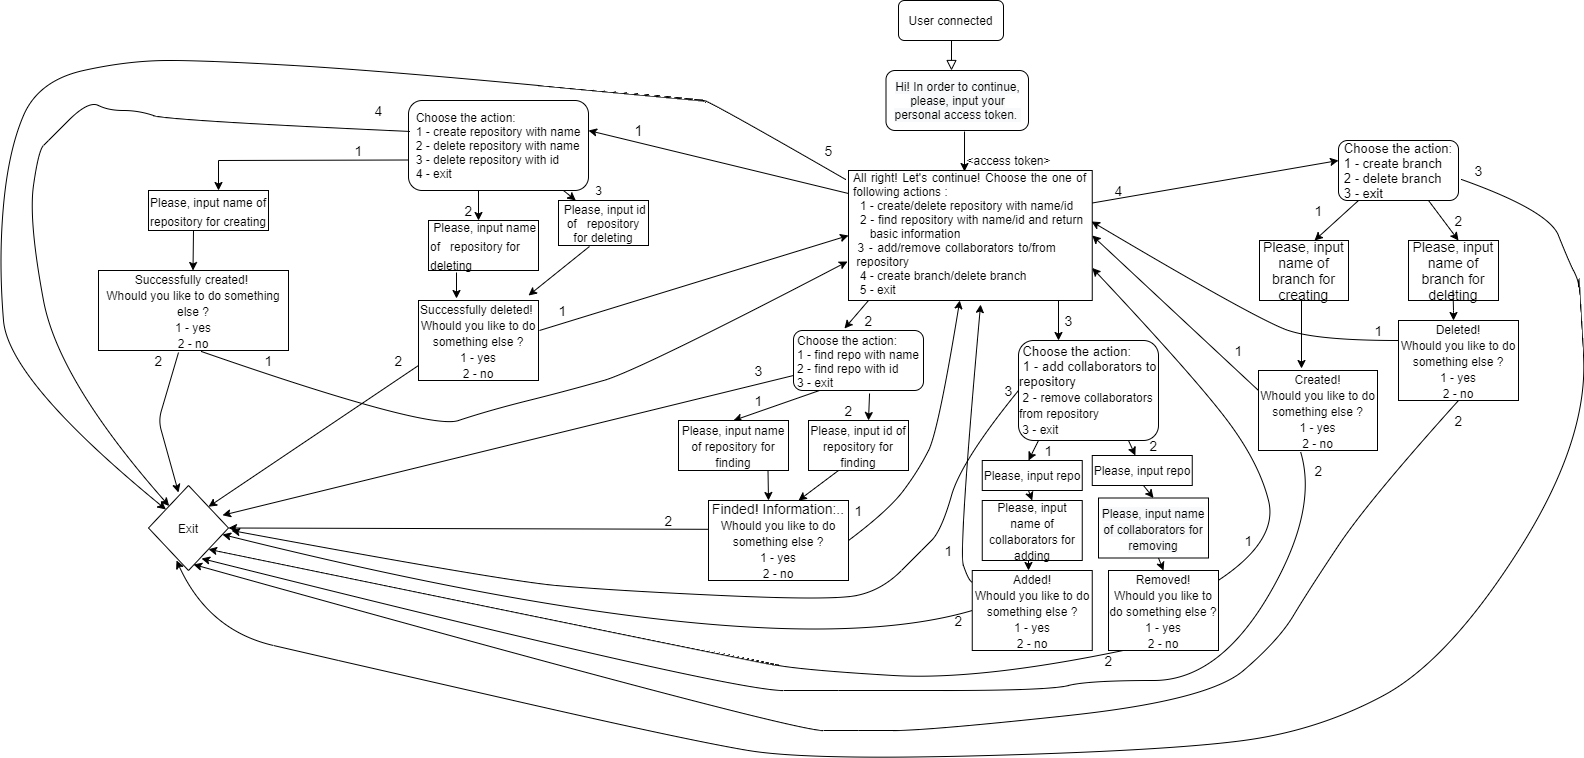 User connected
Hi! In order to continue,
please, input your
personal access token.
<access token>
All right! Let's continue! Choose the one of
following actions :
1 - create/delete repository with name/id
2 - find repository with name/id and return
basic information
3 - add/remove collaborators to/from
repository
4 - create branch/delete branch
5 - exit
1
2
3
4
5
Choose the action:
1 - create repository with name
2 - delete repository with name
3 - delete repository with id
4 - exit
1
2
3
4
Please, input name of
repository for creating
Successfully created!
Whould you like to do something
else ?
1 - yes
2 - no
2
1
Please, input name
of repository for
deleting
Please, input id
of repository
for deleting
Successfully deleted!
Whould you like to do
something else ?
1 - yes
2 - no
1
2
Choose the action:
1 - find repo with name
2 - find repo with id
3 - exit
3
1
2
Please, input name
of repository for
finding
Please, input id of
repository for
finding
Finded! Information:..
Whould you like to do
something else ?
1 - yes
2 - no
1
2
Choose the action:
1 - add collaborators to
repository
2 - remove collaborators
from repository
3 - exit
3
1
2
Please, input repo
Please, input repo
Please, input
name of
collaborators for
adding
Please, input name
of collaborators for
removing
Added!
Whould you like to do
something else ?
1 - yes
2 - no
1
2
Removed!
Whould you like to
do something else ?
1 - yes
2 - no
1
2
Choose the action:
1 - create branch
2 - delete branch
3 - exit
3
1
2
Please, input
name of
branch for
creating
Please, input
name of
branch for
deleting
Created!
Whould you like to do
something else ?
1 - yes
2 - no
1
2
Deleted!
Whould you like to do
something else ?
1 - yes
2 - no
1
2
Exit